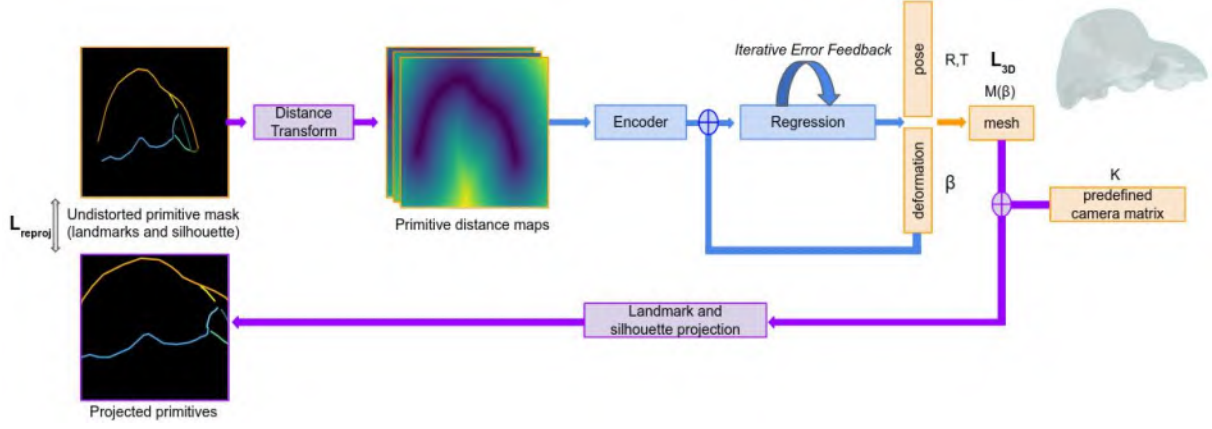 Iterative Error Feedback
pose
R,T
L3D
M(β)
Distance
Transform
Encoder
Regression
mesh
deformation
β
K
predefined
camera matrix
Undistorted primitive mask
(landmarks and silhouette)
Primitive distance maps
Lreproj
Landmark and
silhouette projection
Projected primitives